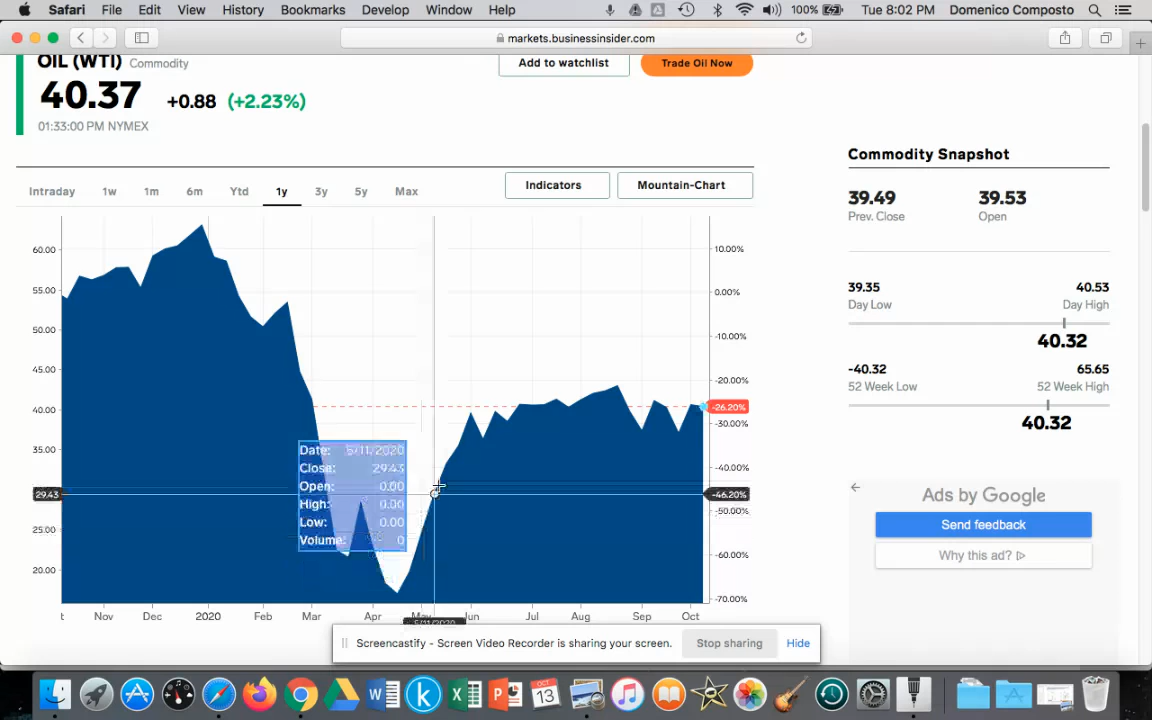 Safari File Edit View History Bookmarks Develop Window Help 100% Tue 8:02 PM Domenico Composto
markets.businessinsider.com
OIL (WTI) Commodity
Add to watchlist
Trade Oil Now
40.37 +0.88 (+2.23%)
01:33:00 PM NYMEX
Intraday 1w 1m 6m Ytd 1y 3y 5y Max
Indicators
Mountain-Chart
60.00
55.00
50.00
45.00
40.00
35.00
29.43
25.00
20.00
10.00%
0.00%
-10.00%
-20.00%
-26.20%
-30.00%
-40.00%
-46.20%
-50.00%
-60.00%
-70.00%
Date: 5/11/2020
Close: 29.43
Open: 0.00
High: 0.00
Low: 0.00
Volume: 0
t Nov Dec 2020 Feb Mar Apr May Jun Jul Aug Sep Oct
5/11/2020
Commodity Snapshot
39.49 39.53
Prev. Close Open
39.35 40.53
Day Low Day High
40.32
-40.32 65.65
52 Week Low 52 Week High
40.32
Ads by Google
Send feedback
Why this ad?
Screencastify - Screen Video Recorder is sharing your screen. Stop sharing Hide
OCT
13